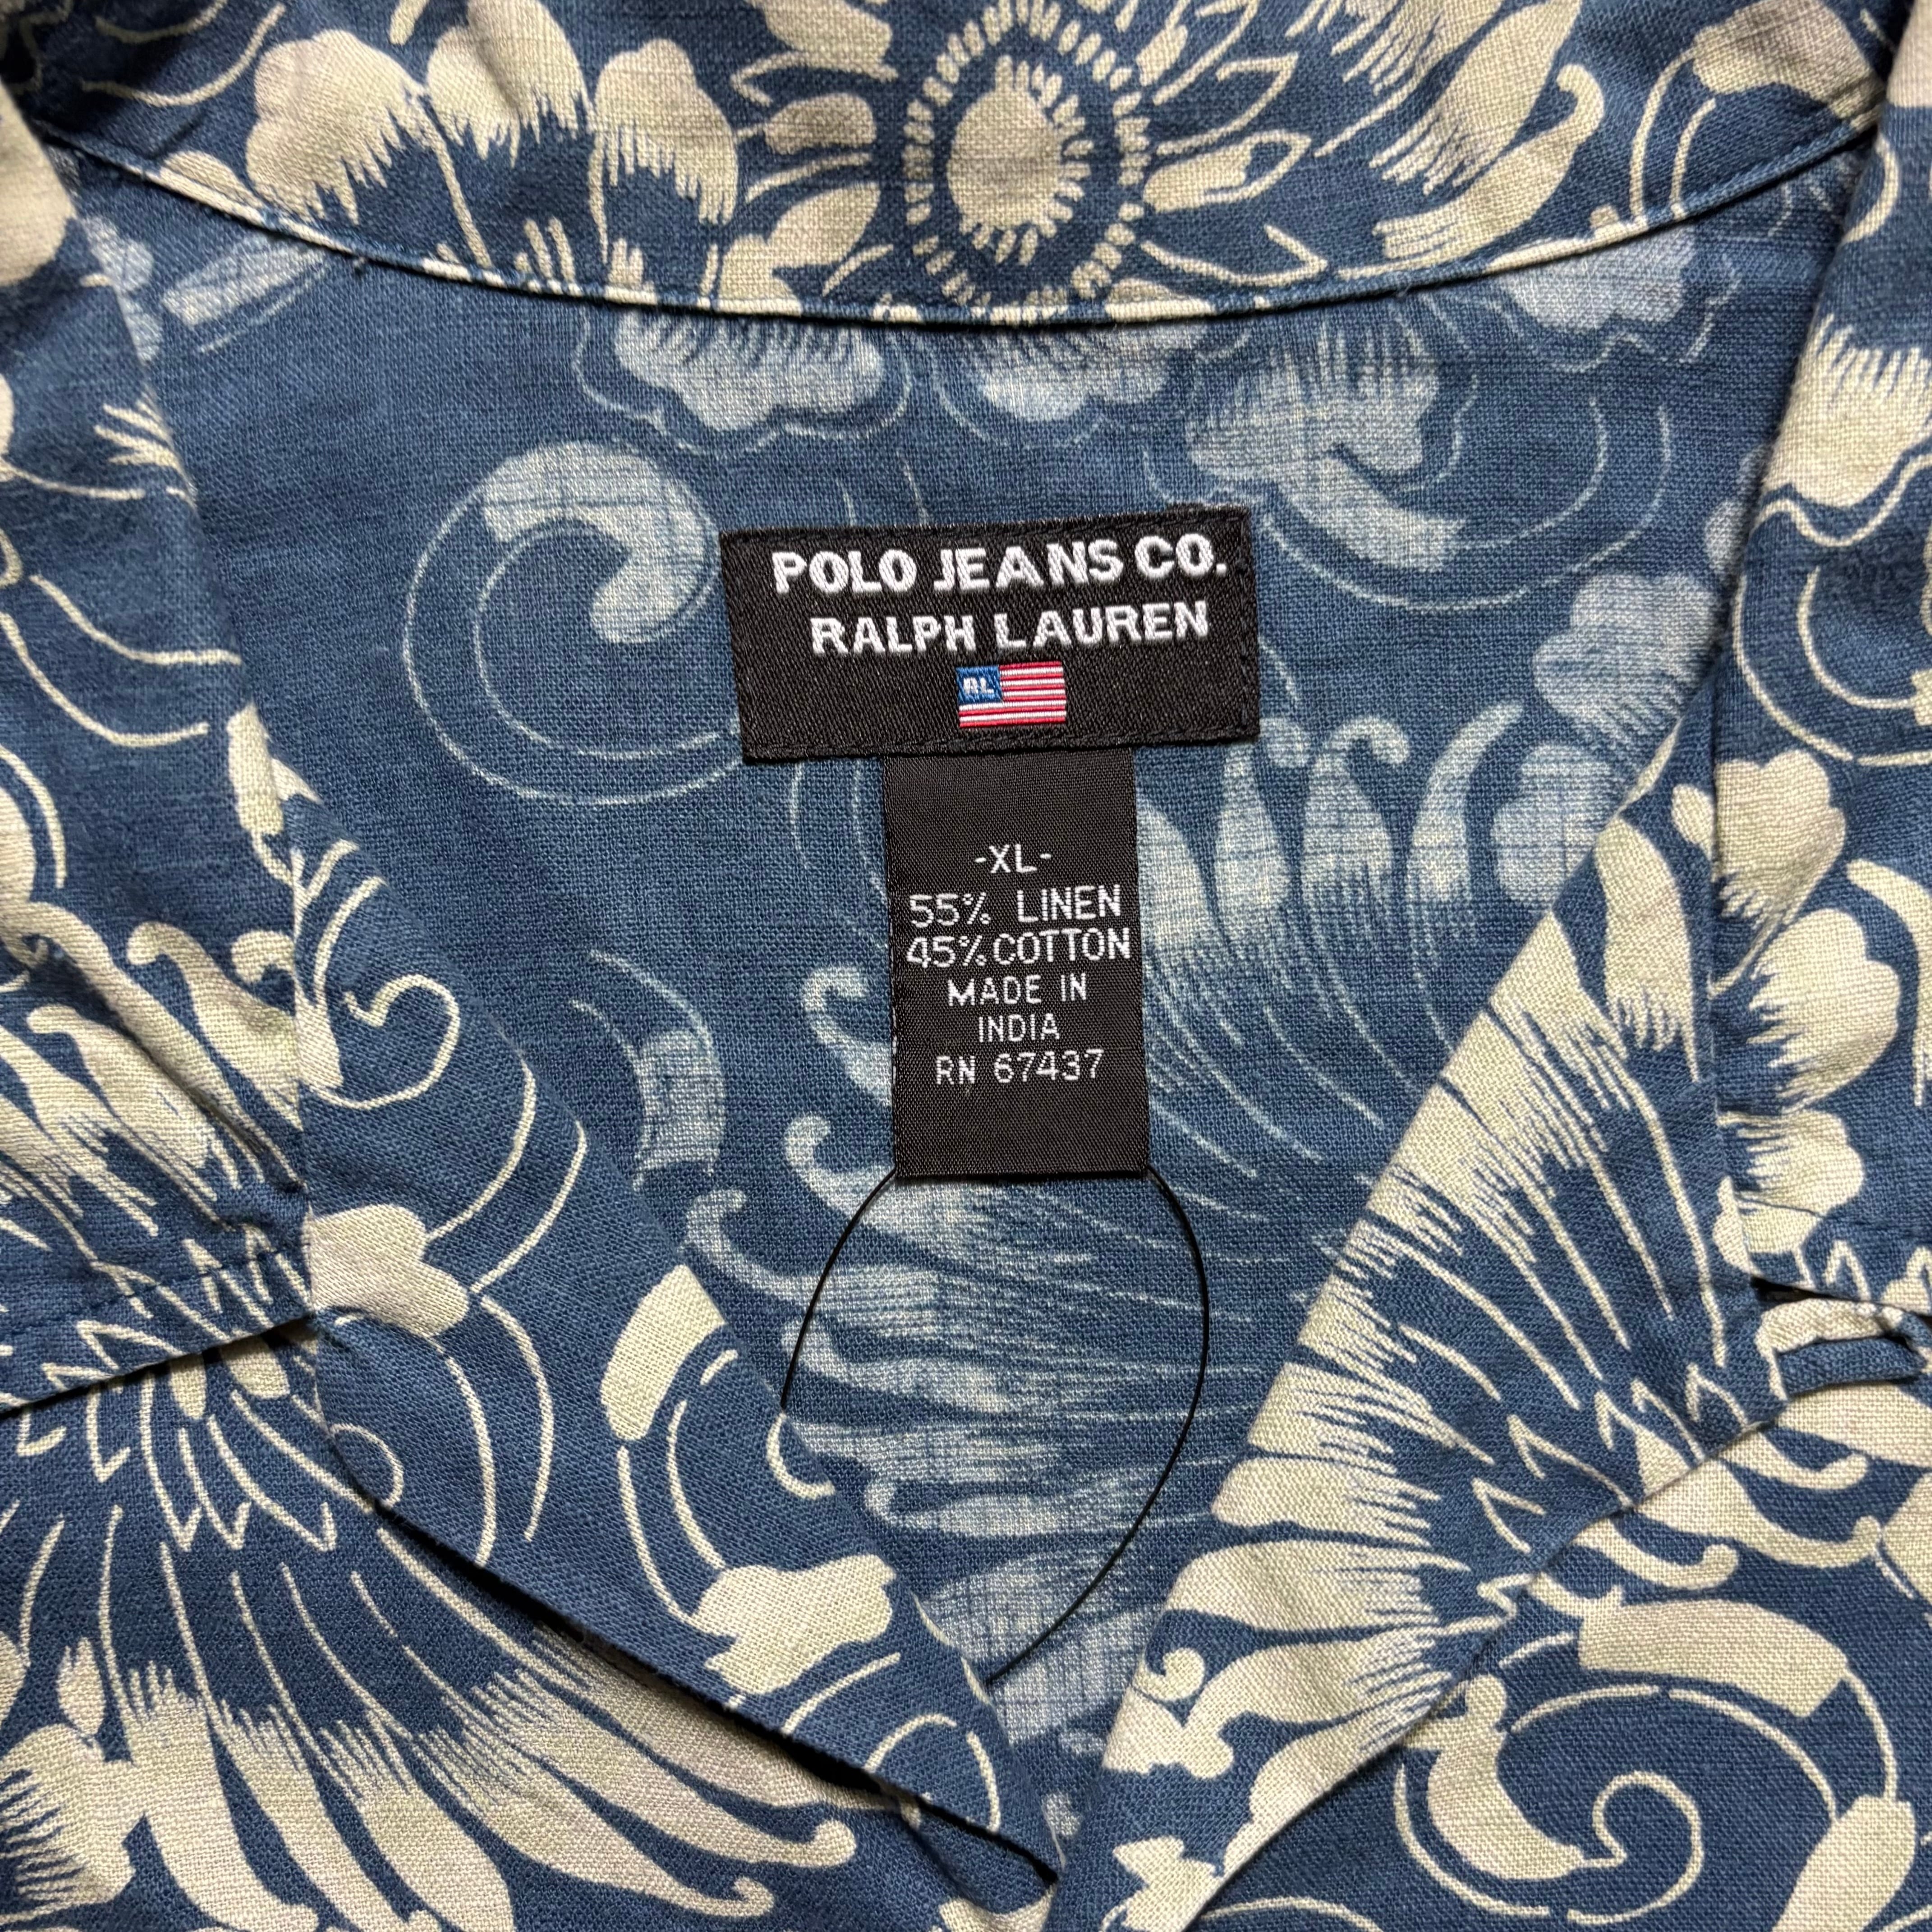 POLO JEANS CO.
RALPH LAUREN
RL
-XL-
55% LINEN
45% COTTON
MADE IN
INDIA
RN 67437